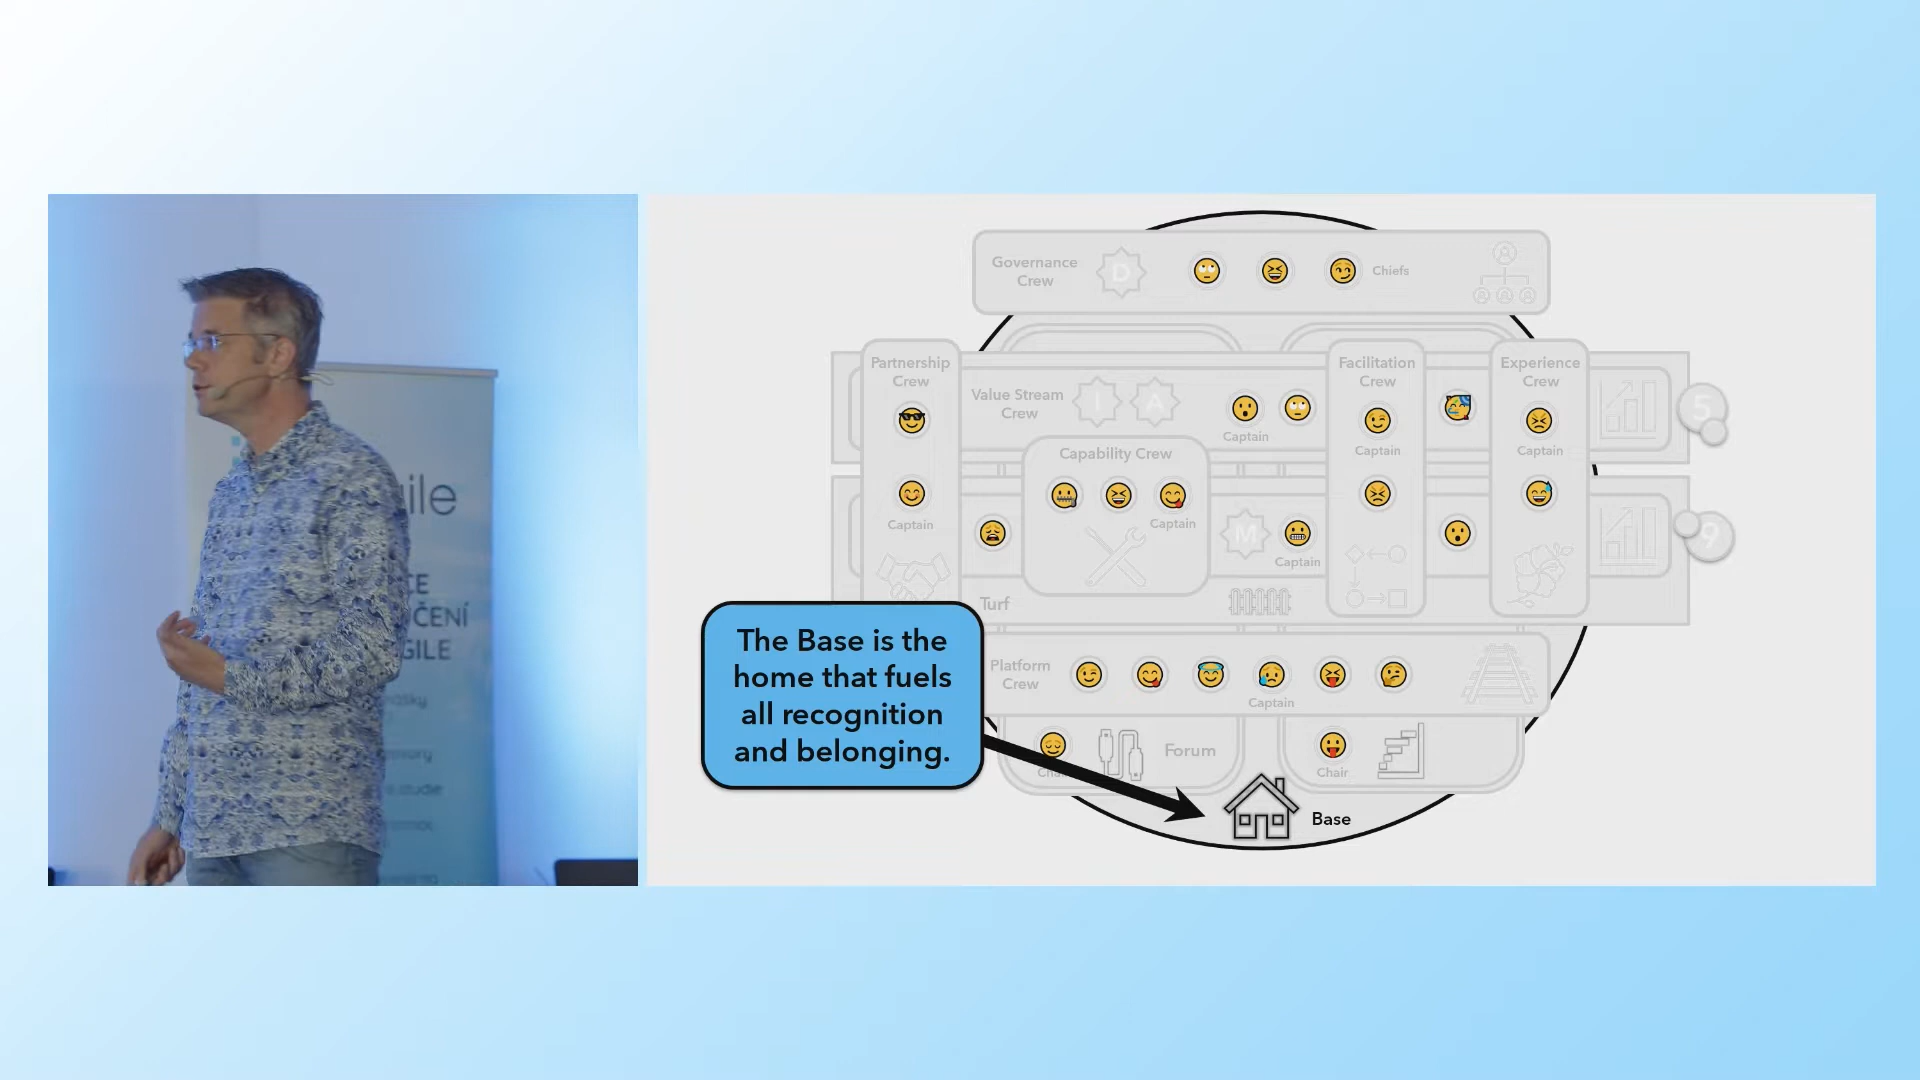 ile
ČENÍ
GILE
Governance
Crew
D
Chiefs
Partnership
Crew
Captain
Value Stream
Crew
I
A
Captain
Facilitation
Crew
Captain
Experience
Crew
Captain
5
Capability Crew
Captain
M
Captain
9
Turf
The Base is the
home that fuels
all recognition
and belonging.
Platform
Crew
Captain
Forum
Chair
Base